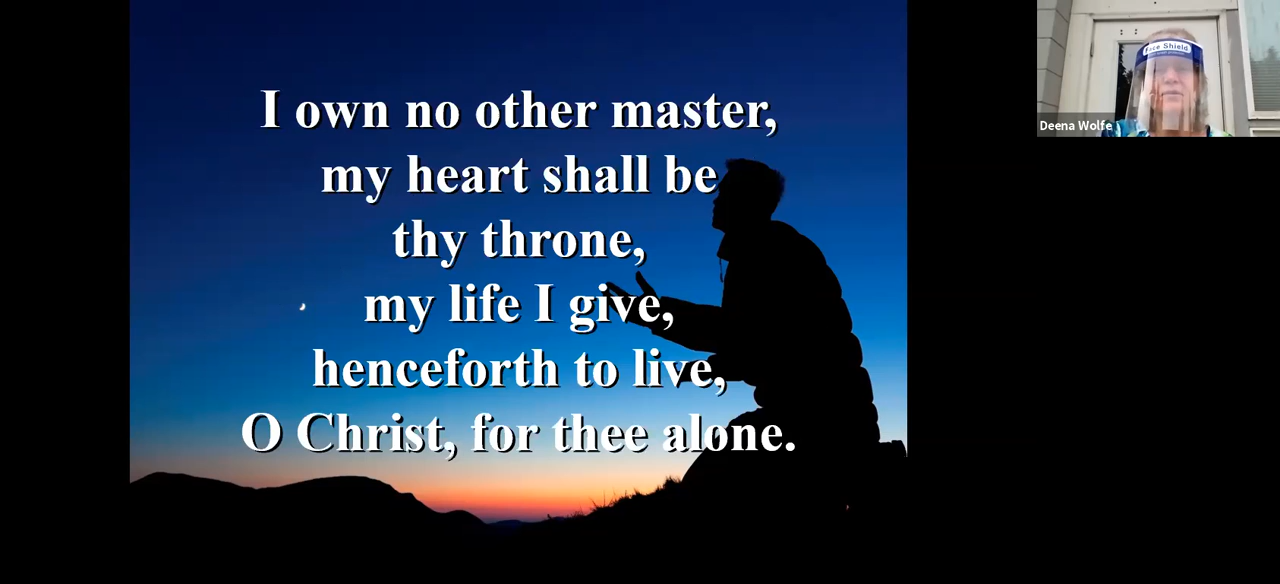 I own no other master,
my heart shall be
thy throne,
my life I give,
henceforth to live,
O Christ, for thee alone.
Face Shield
Deena Wolfe